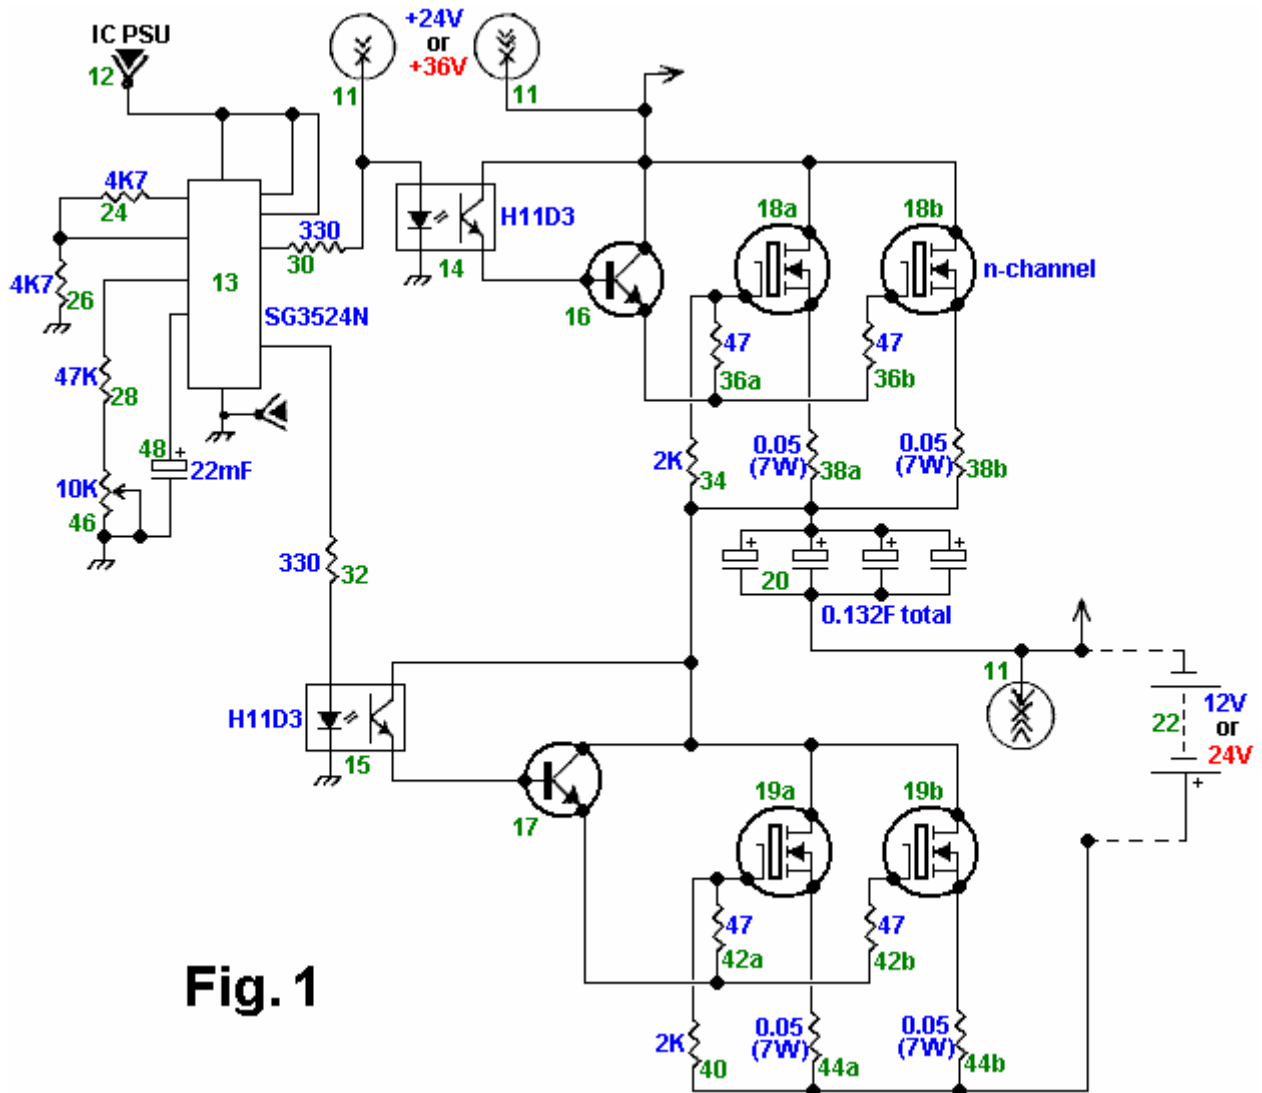 IC PSU
12
+24V
or
+36V
11
11
4K7
24
330
30
H11D3
14
18a
18b
n-channel
4K7
26
13
SG3524N
16
47
36a
47
36b
47K
28
48
22mF
10K
46
2K
34
0.05
(7W)
38a
0.05
(7W)
38b
330
32
20
0.132F total
11
12V
or
24V
22
H11D3
15
17
19a
19b
47
42a
47
42b
2K
40
0.05
(7W)
44a
0.05
(7W)
44b
Fig. 1